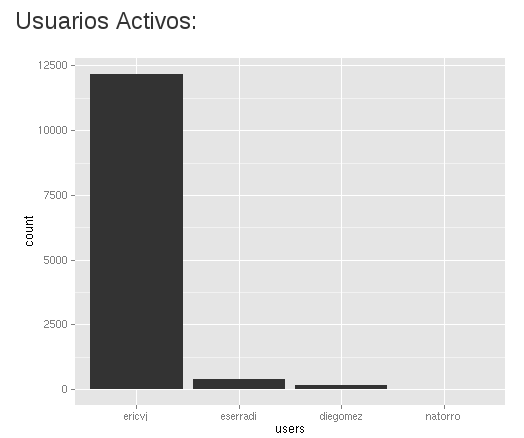 Usuarios Activos:
12500
10000
7500
5000
2500
0
count
ericvj
eserradi
diegomez
natorro
users